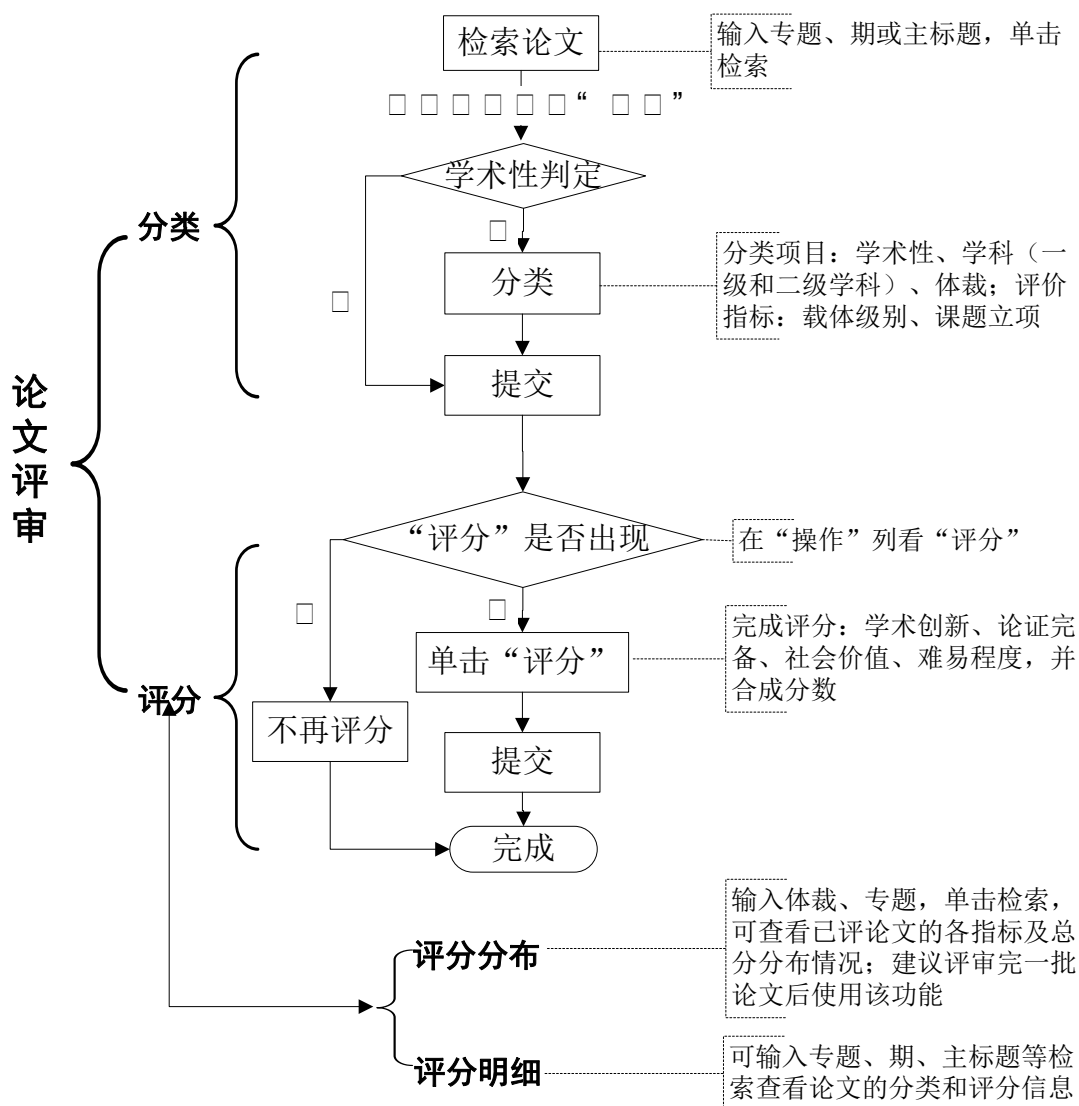 检索论文
输入专题、期或主标题，单击
检索
“ ”
学术性判定
分类
分类
分类项目：学术性、学科（一
级和二级学科）、体裁；评价
指标：载体级别、课题立项
提交
论文评审
“评分”是否出现
在“操作”列看“评分”
单击“评分”
完成评分：学术创新、论证完
备、社会价值、难易程度，并
合成分数
评分
不再评分
提交
完成
评分分布
输入体裁、专题，单击检索，
可查看已评论文的各指标及总
分分布情况；建议评审完一批
论文后使用该功能
评分明细
可输入专题、期、主标题等检
索查看论文的分类和评分信息